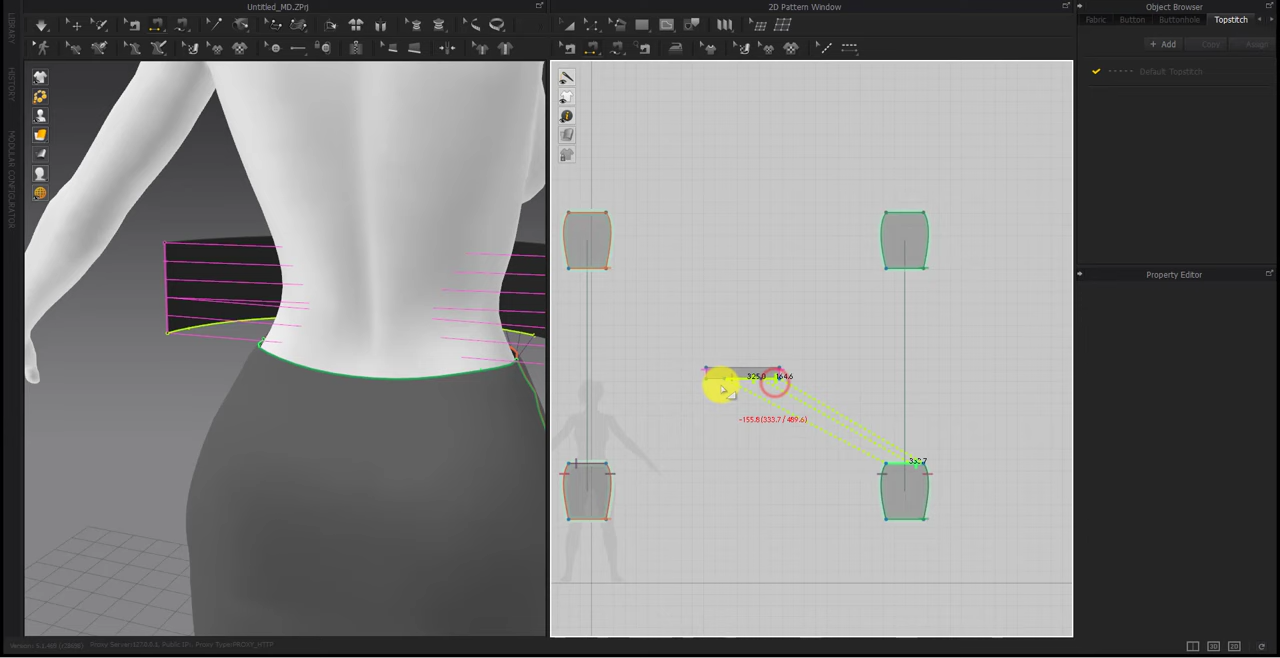 Untitled_MD.ZPrj
2D Pattern Window
Object Browser
Fabric
Button
Buttonhole
Topstitch
+ Add
Copy
Assign
Default Topstitch
LIBRARY
HISTORY
MODULAR CONFIGURATOR
325.0
164.6
-155.8(333.7 / 489.6)
Property Editor